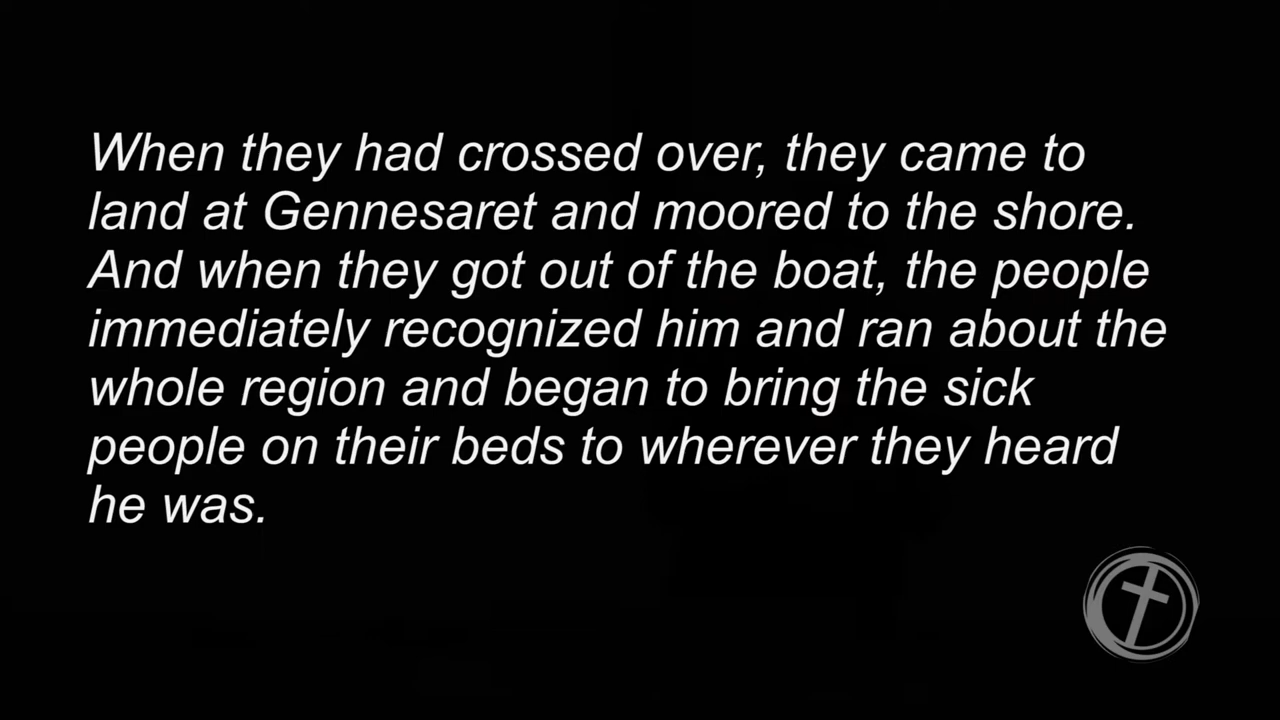 When they had crossed over, they came to
land at Gennesaret and moored to the shore.
And when they got out of the boat, the people
immediately recognized him and ran about the
whole region and began to bring the sick
people on their beds to wherever they heard
he was.